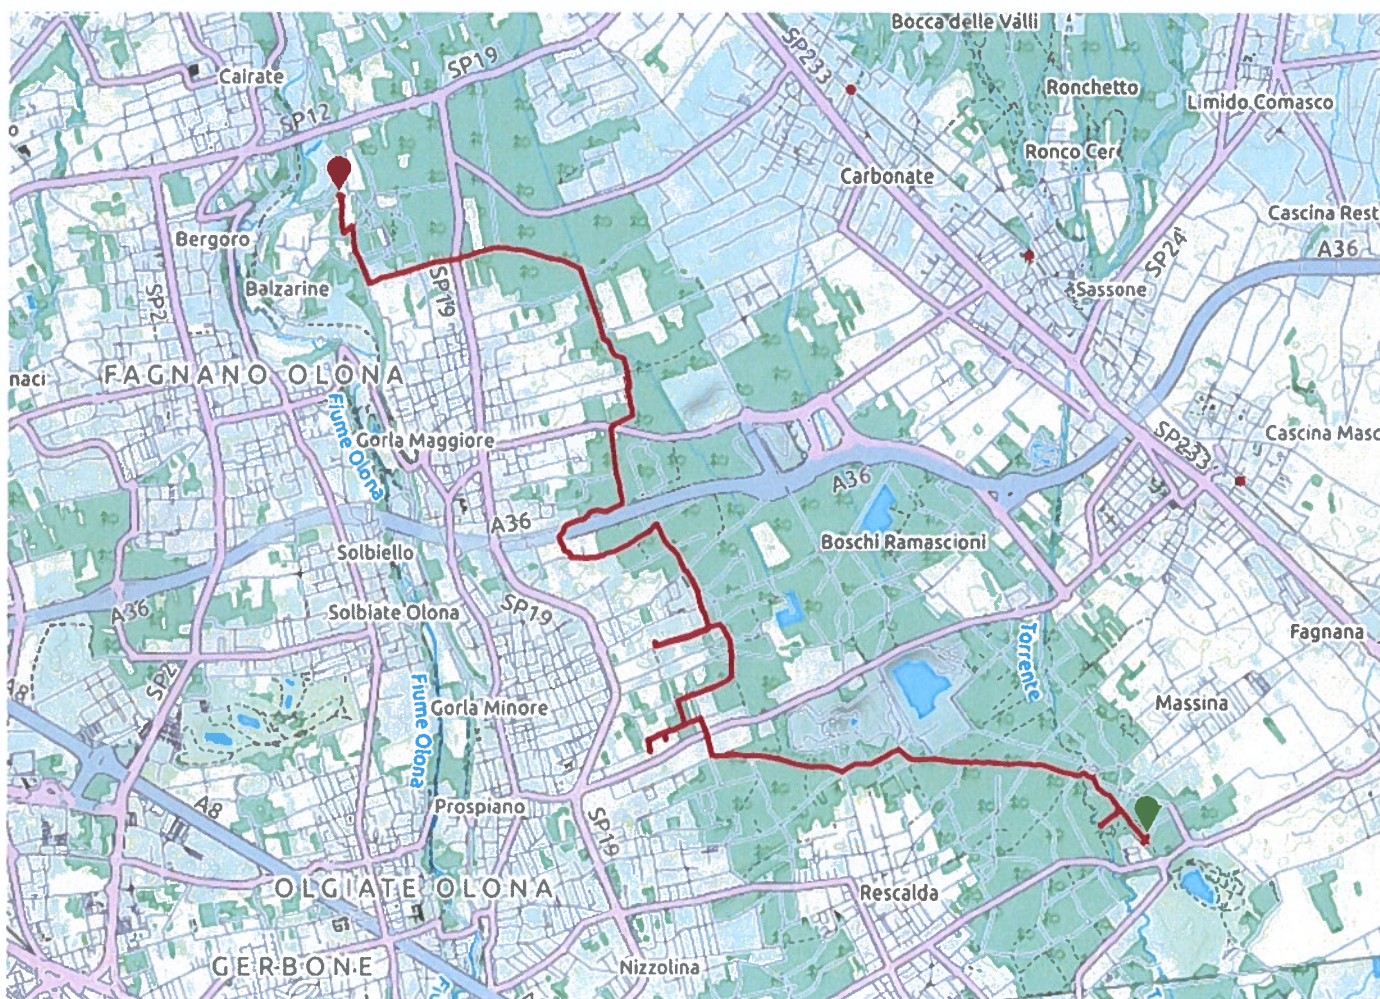 Bocca delle Valli
SP233
SP19
Cairate
Ronchetto
Limido Comasco
SP12
Ronco Ceri
Carbonate
Cascina Rest
Bergoro
A36
SP24
Balzarine
SP2
SP19
Sassone
FAGNANO OLONA
naci
Fiume Olona
Gorla Maggiore
SP233
Cascina Masc
A36
A36
Solbiello
Boschi Ramascioni
A36
Solbiate Olona
SP19
Torrente
Fagnana
A8
SP2
Fiume Olona
Gorla Minore
Massina
A8
Prospiano
SP19
OLGIATE OLONA
Rescalda
GERBONE
Nizzolina